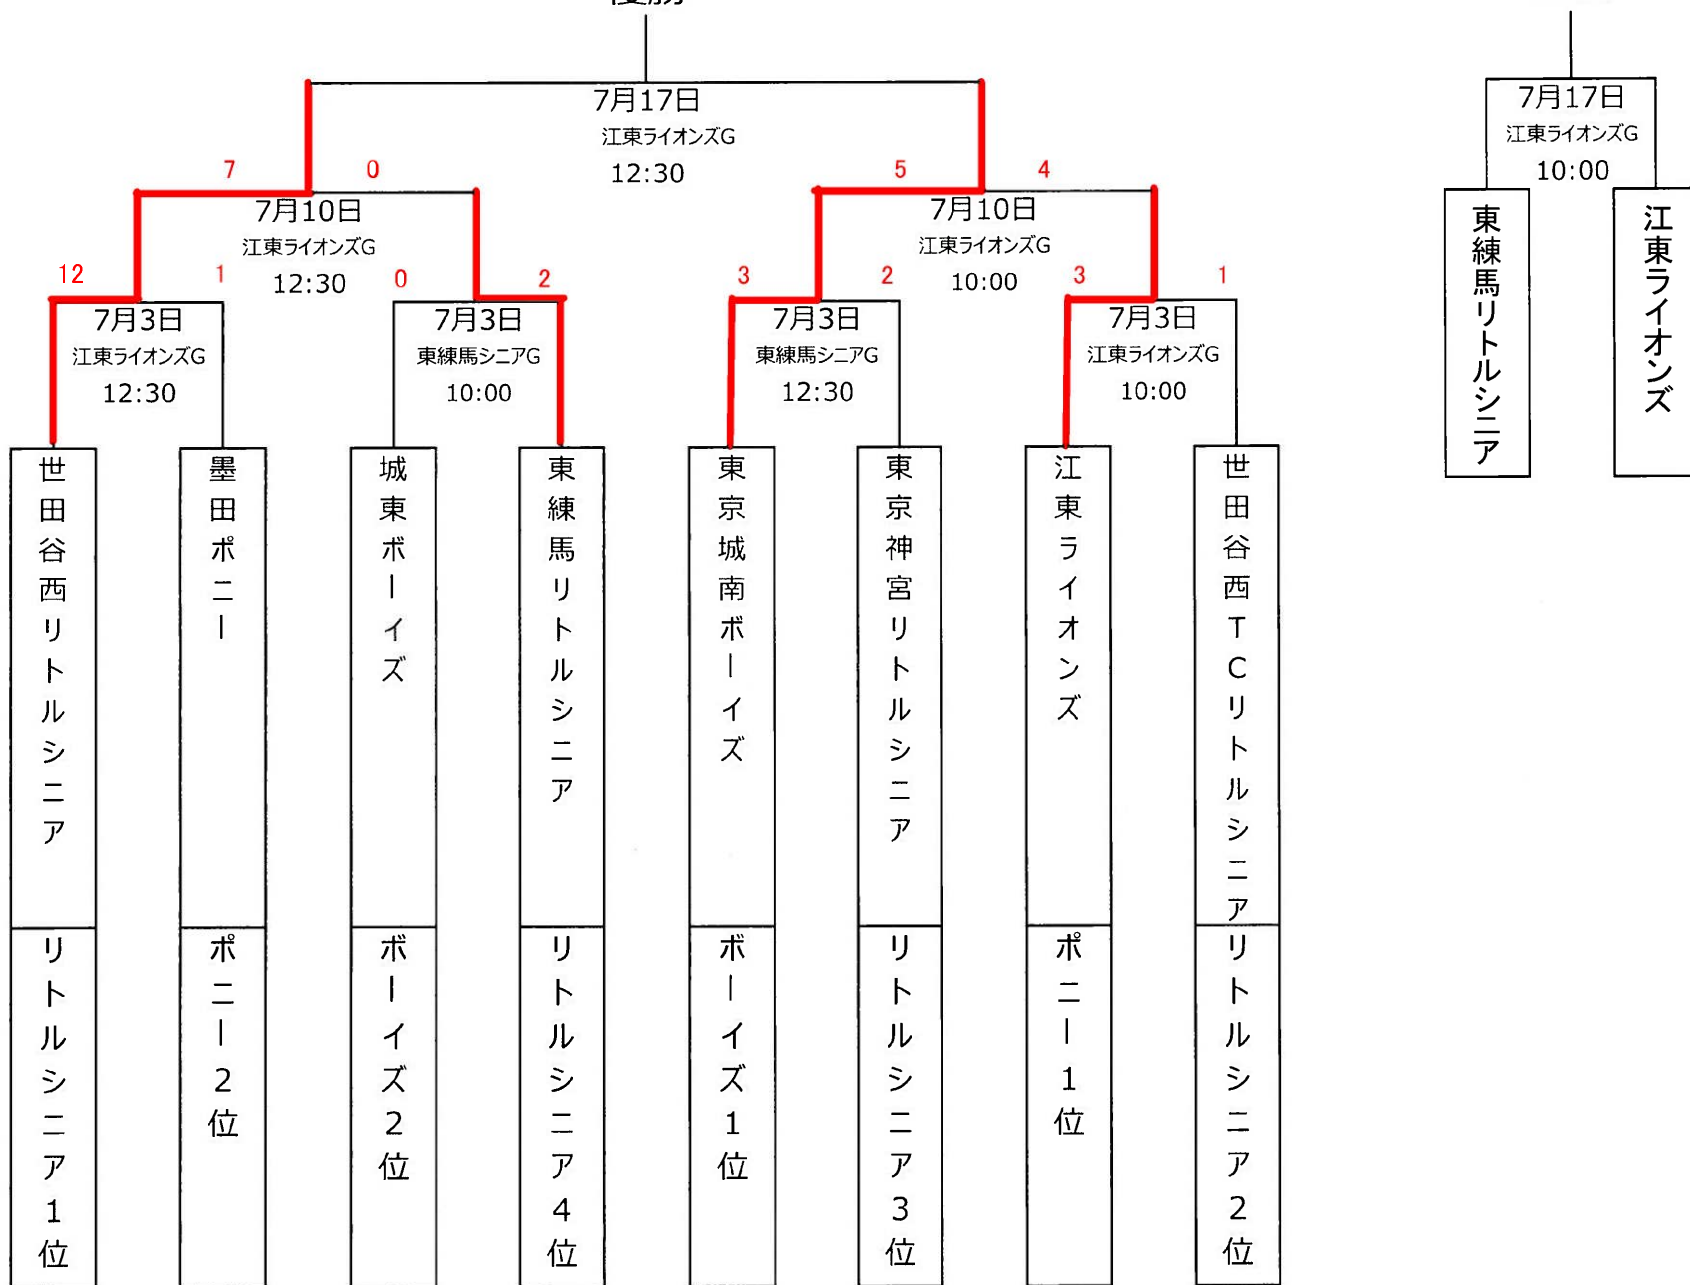 優勝
7月17日
江東ライオンズG
12:30
7 0
7月10日
江東ライオンズG
12:30
5 4
7月10日
江東ライオンズG
10:00
12 1
7月3日
江東ライオンズG
12:30
0 2
7月3日
東練馬シニアG
10:00
3 2
7月3日
東練馬シニアG
12:30
3 1
7月3日
江東ライオンズG
10:00
世田谷西リトルシニア
墨田ポニー
城東ボーイズ
東練馬リトルシニア
東京城南ボーイズ
東京神宮リトルシニア
江東ライオンズ
世田谷西TCリトルシニア
リトルシニア1位
ポニー2位
ボーイズ2位
リトルシニア4位
ボーイズ1位
リトルシニア3位
ポニー1位
リトルシニア2位
7月17日
江東ライオンズG
10:00
東練馬リトルシニア
江東ライオンズ